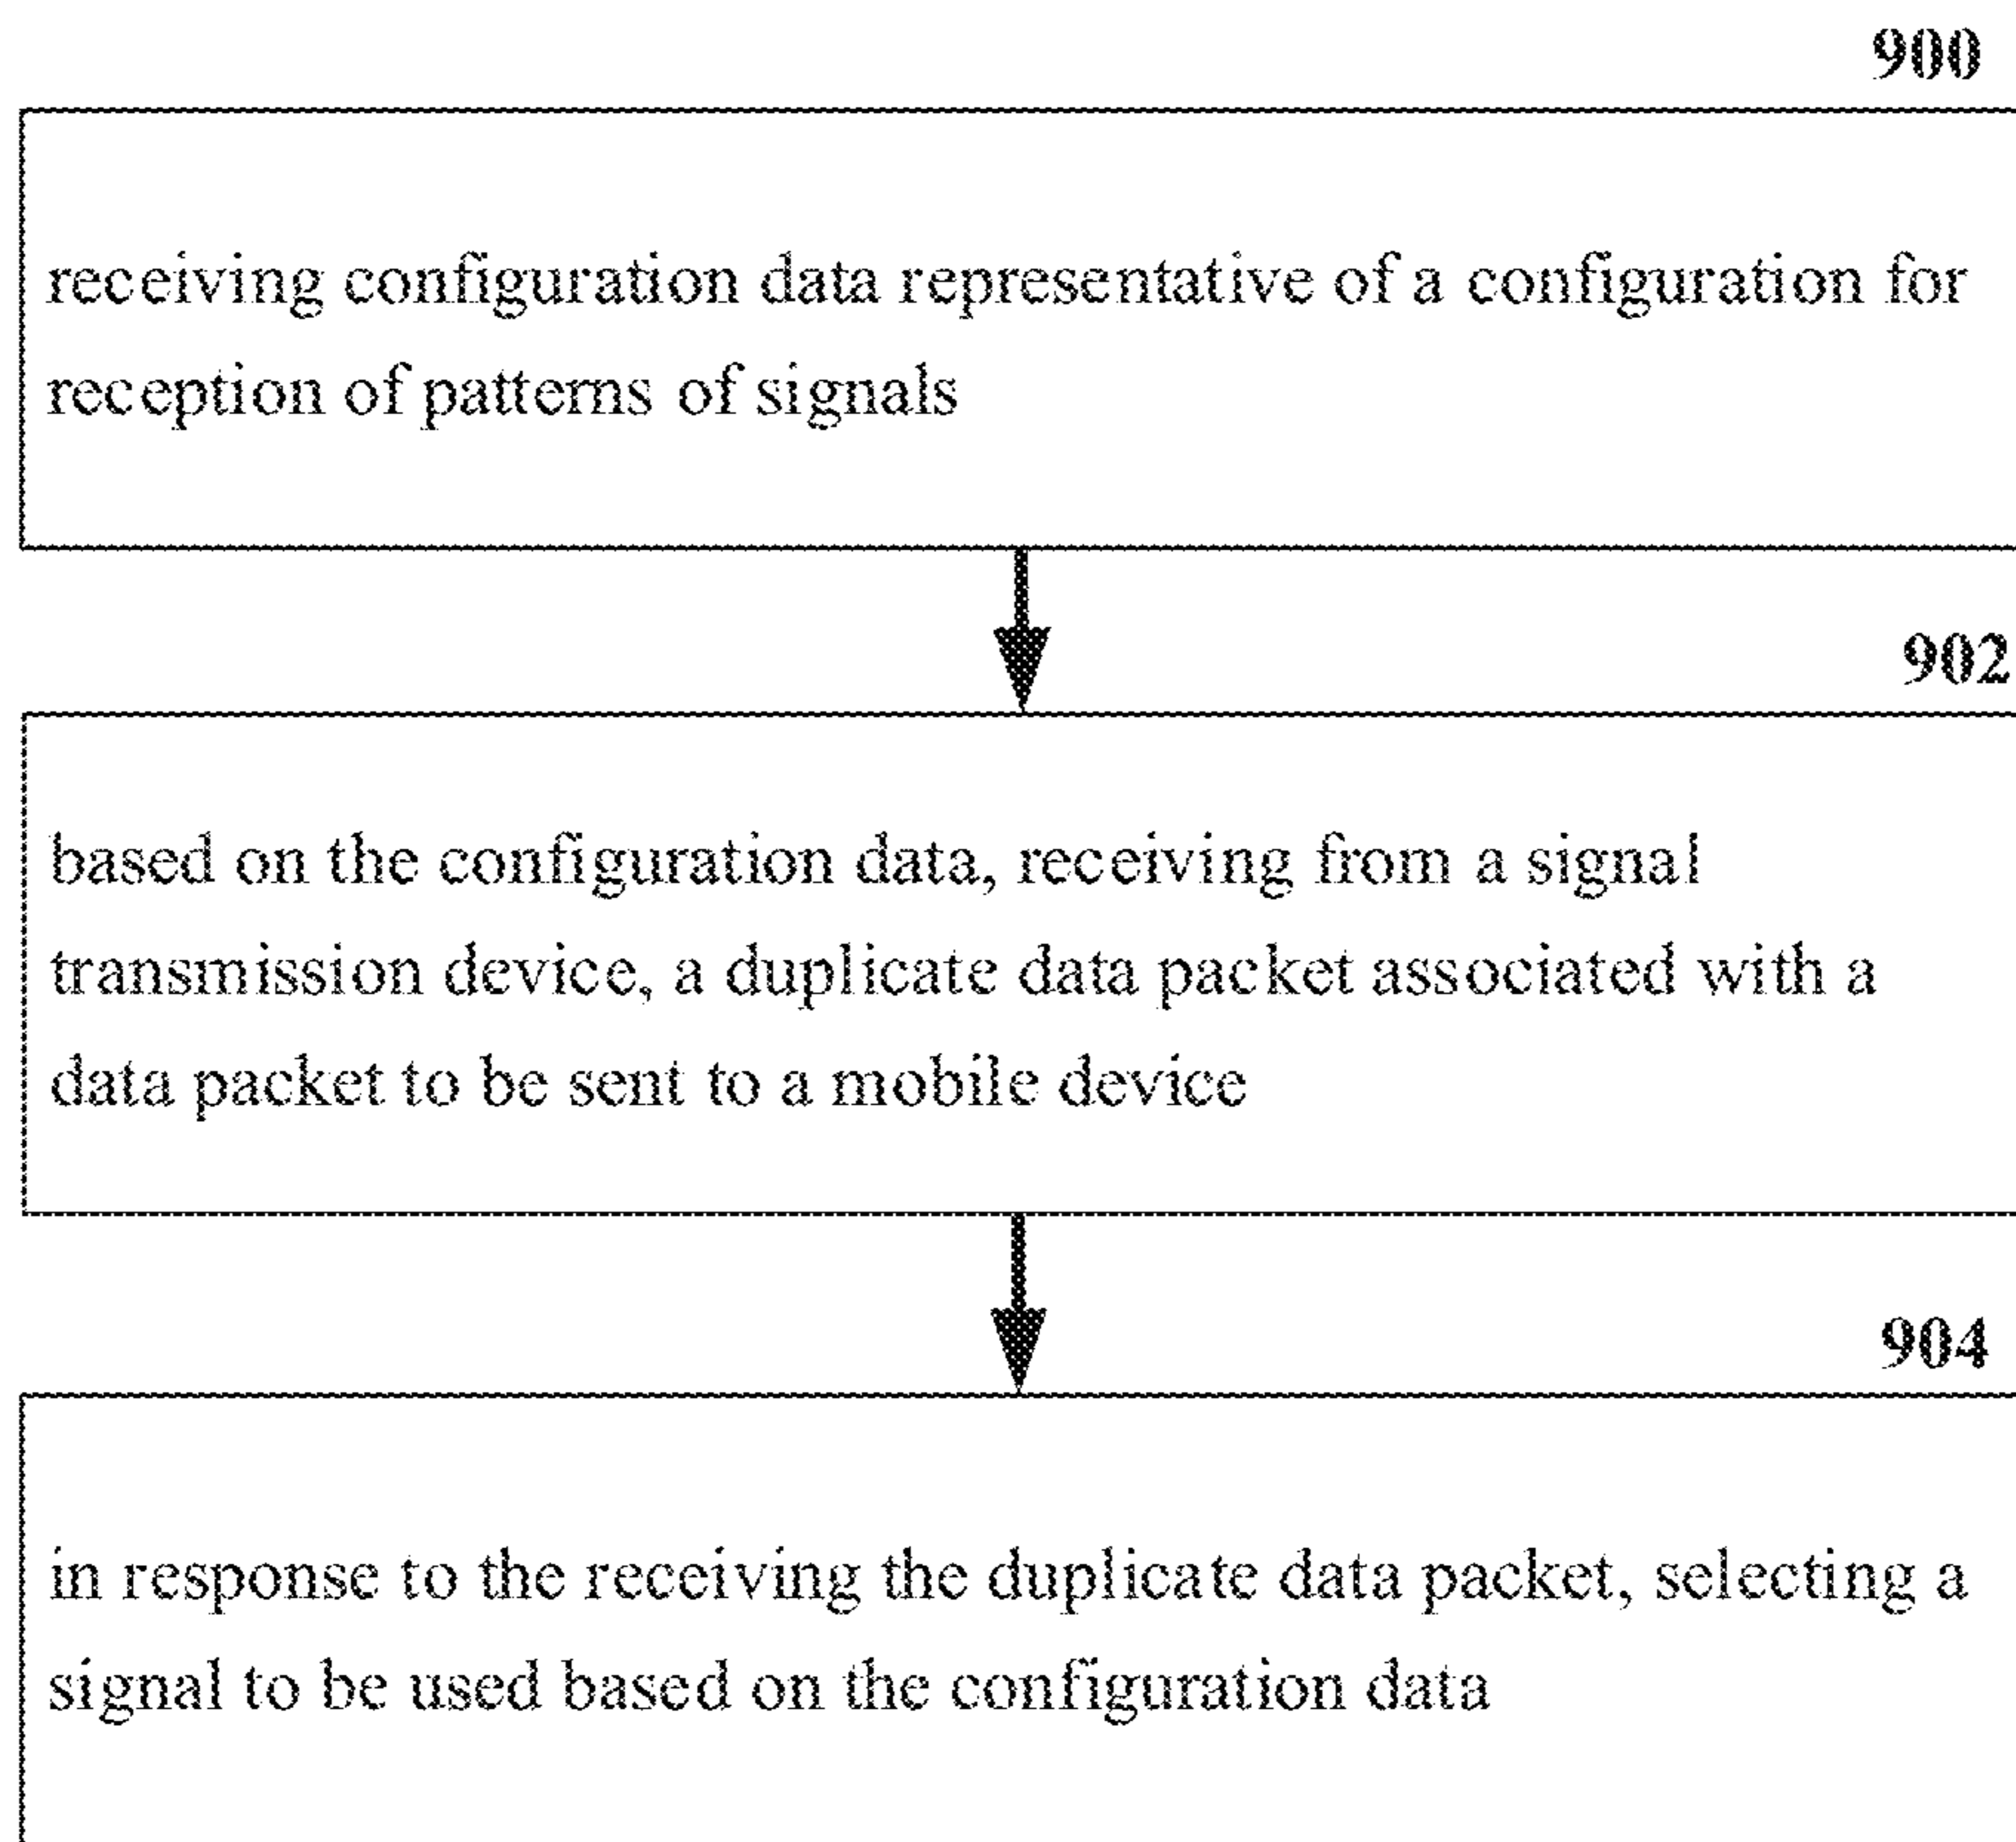 900
receiving configuration data representative of a configuration for
reception of patterns of signals
902
based on the configuration data, receiving from a signal
transmission device, a duplicate data packet associated with a
data packet to be sent to a mobile device
904
in response to the receiving the duplicate data packet, selecting a
signal to be used based on the configuration data